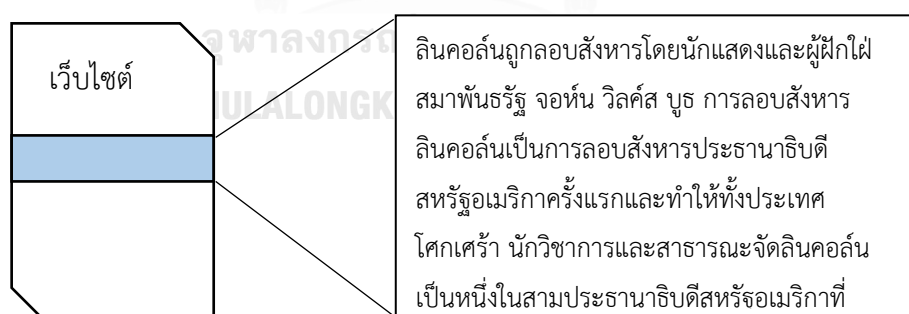 เว็บไซต์
จุฬาลงกรณ
HULALONGK
ลินคอล์นถูกลอบสังหารโดยนักแสดงและผู้ฝักใฝ่
สมาพันธรัฐ จอห์น วิลค์ส บูธ การลอบสังหาร
ลินคอล์นเป็นการลอบสังหารประธานาธิบดี
สหรัฐอเมริกาครั้งแรกและทำให้ทั้งประเทศ
โศกเศร้า นักวิชาการและสาธารณะจัดลินคอล์น
เป็นหนึ่งในสามประธานาธิบดีสหรัฐอเมริกาที่